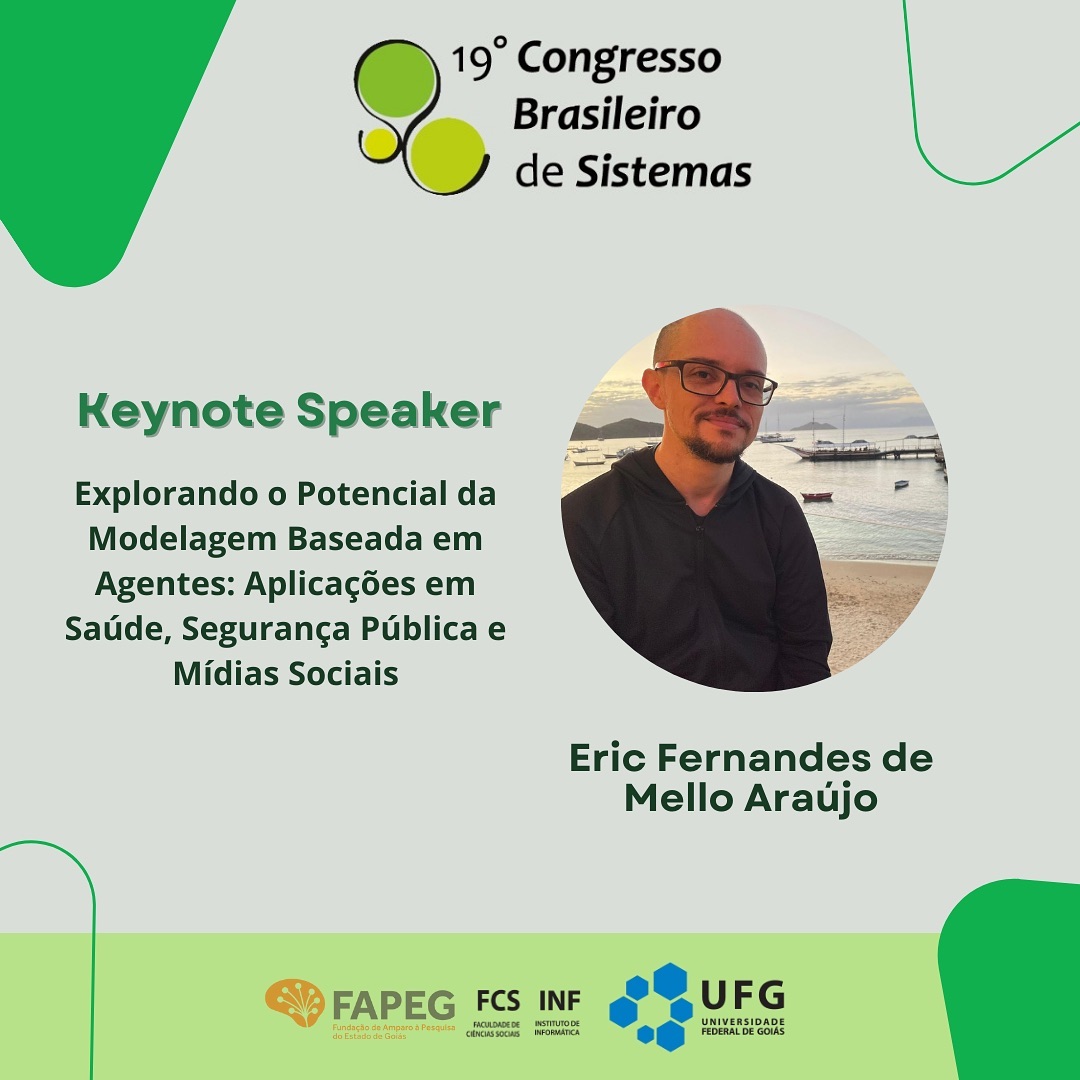 19° Congresso
Brasileiro
de Sistemas
Keynote Speaker
Explorando o Potencial da
Modelagem Baseada em
Agentes: Aplicações em
Saúde, Segurança Pública e
Mídias Sociais
Eric Fernandes de
Mello Araújo
FAPEG
Fundação de Amparo à Pesquisa
do Estado de Goiás
FCS
FACULDADE DE
CIÊNCIAS SOCIAIS
INF
INSTITUTO DE
INFORMÁTICA
UFG
UNIVERSIDADE
FEDERAL DE GOIÁS